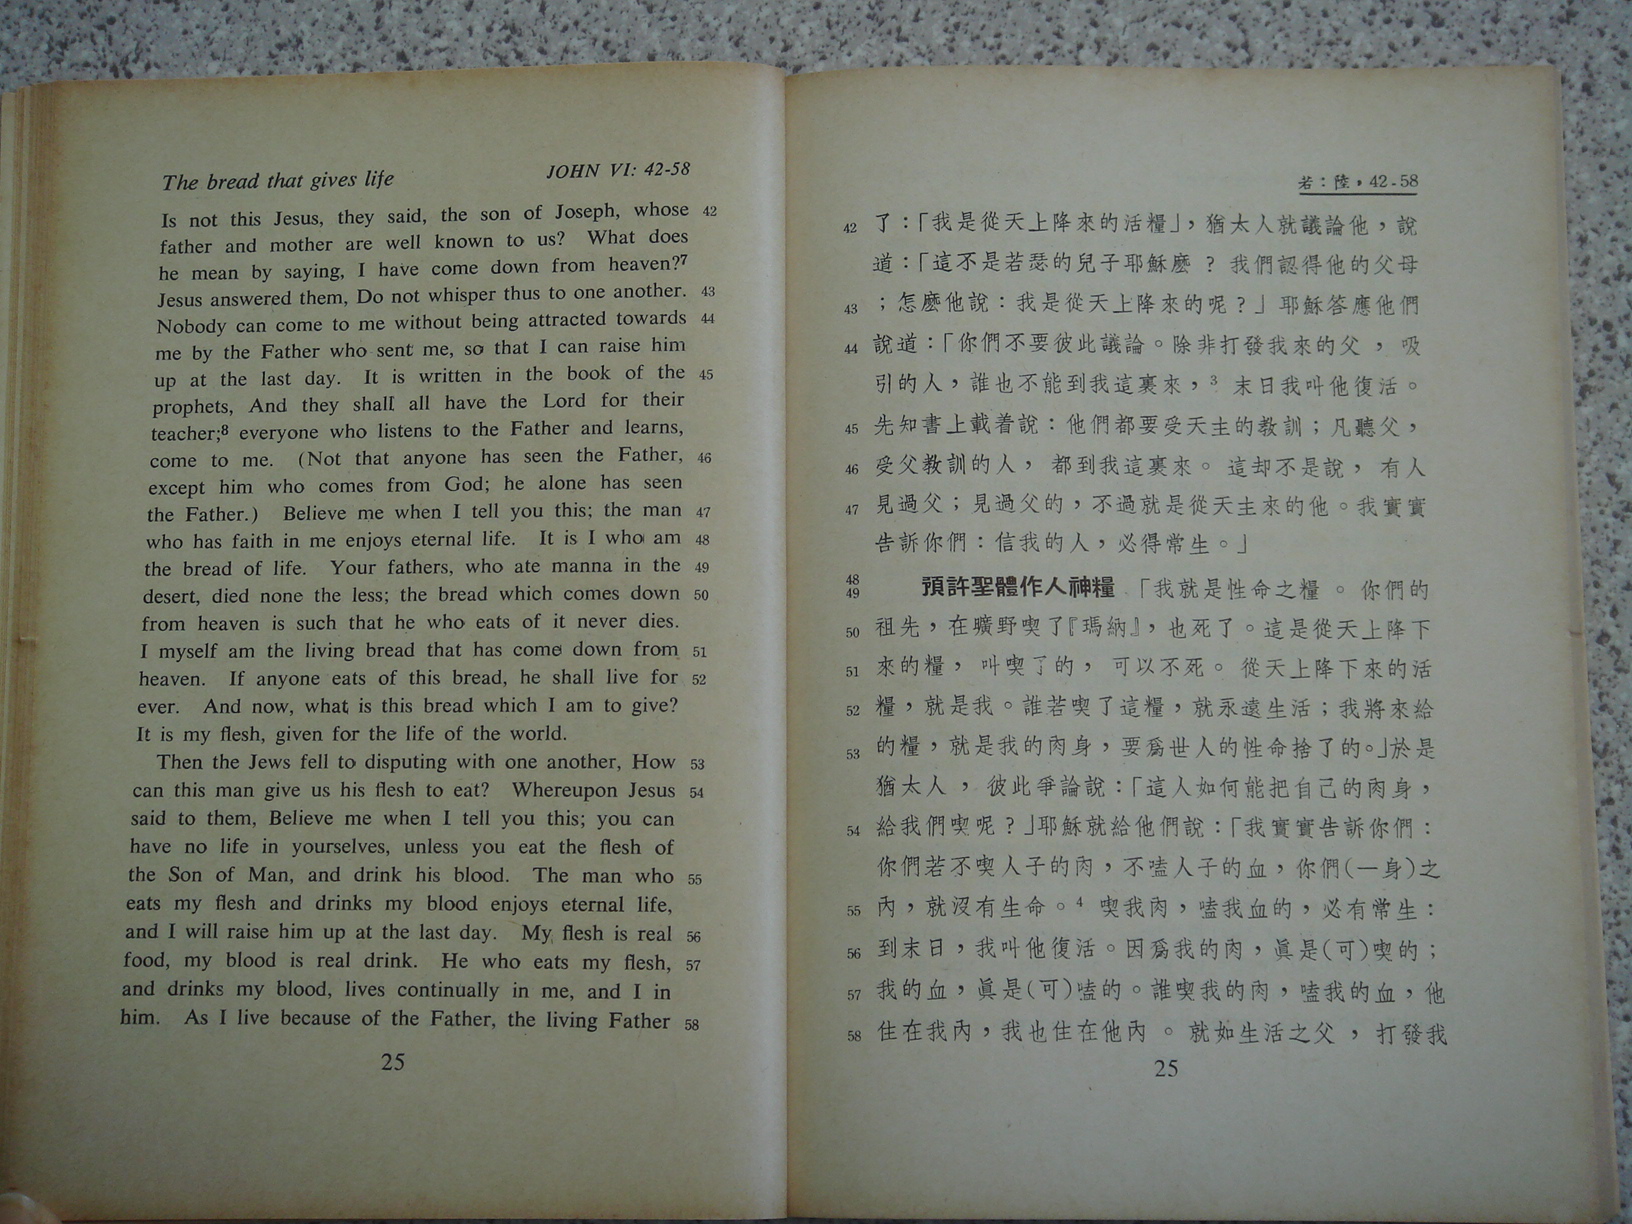 The bread that gives life JOHN VI: 42-58
Is not this Jesus, they said, the son of Joseph, whose 42
father and mother are well known to us? What does
he mean by saying, I have come down from heaven?7
Jesus answered them, Do not whisper thus to one another. 43
Nobody can come to me without being attracted towards 44
me by the Father who sent me, so that I can raise him
up at the last day. It is written in the book of the 45
prophets, And they shall all have the Lord for their
teacher;8 everyone who listens to the Father and learns,
come to me. (Not that anyone has seen the Father, 46
except him who comes from God; he alone has seen
the Father.) Believe me when I tell you this; the man 47
who has faith in me enjoys eternal life. It is I who am 48
the bread of life. Your fathers, who ate manna in the 49
desert, died none the less; the bread which comes down 50
from heaven is such that he who eats of it never dies.
I myself am the living bread that has come down from 51
heaven. If anyone eats of this bread, he shall live for 52
ever. And now, what is this bread which I am to give?
It is my flesh, given for the life of the world.
Then the Jews fell to disputing with one another, How 53
can this man give us his flesh to eat? Whereupon Jesus 54
said to them, Believe me when I tell you this; you can
have no life in yourselves, unless you eat the flesh of
the Son of Man, and drink his blood. The man who 55
eats my flesh and drinks my blood enjoys eternal life,
and I will raise him up at the last day. My flesh is real 56
food, my blood is real drink. He who eats my flesh, 57
and drinks my blood, lives continually in me, and I in
him. As I live because of the Father, the living Father 58
25
若：陸，42-58
42 了：「我是從天上降來的活糧」，猶太人就議論他，說
道：「這不是若瑟的兒子耶穌麽？我們認得他的父母
43 ；怎麽他說：我是從天上降來的呢？」耶穌答應他們
44 說道：「你們不要彼此議論。除非打發我來的父，吸
引的人，誰也不能到我這裏來，3 末日我叫他復活。
45 先知書上載着說：他們都要受天主的教訓；凡聽父，
46 受父教訓的人，都到我這裏來。這却不是說，有人
47 見過父；見過父的，不過就是從天主來的他。我實實
告訴你們：信我的人，必得常生。」
48 49 預許聖體作人神糧 「我就是性命之糧。你們的
50 祖先，在曠野喫了『瑪納』，也死了。這是從天上降下
51 來的糧，叫喫了的，可以不死。從天上降下來的活
52 糧，就是我。誰若喫了這糧，就永遠生活；我將來給
53 的糧，就是我的肉身，要爲世人的性命捨了的。」於是
猶太人，彼此爭論說：「這人如何能把自己的肉身，
54 給我們喫呢？」耶穌就給他們說：「我實實告訴你們：
你們若不喫人子的肉，不嗑人子的血，你們(一身)之
55 內，就沒有生命。4 喫我肉，嗑我血的，必有常生：
56 到末日，我叫他復活。因爲我的肉，眞是(可)喫的；
57 我的血，眞是(可)嗑的。誰喫我的肉，嗑我的血，他
58 住在我內，我也住在他內。就如生活之父，打發我
25